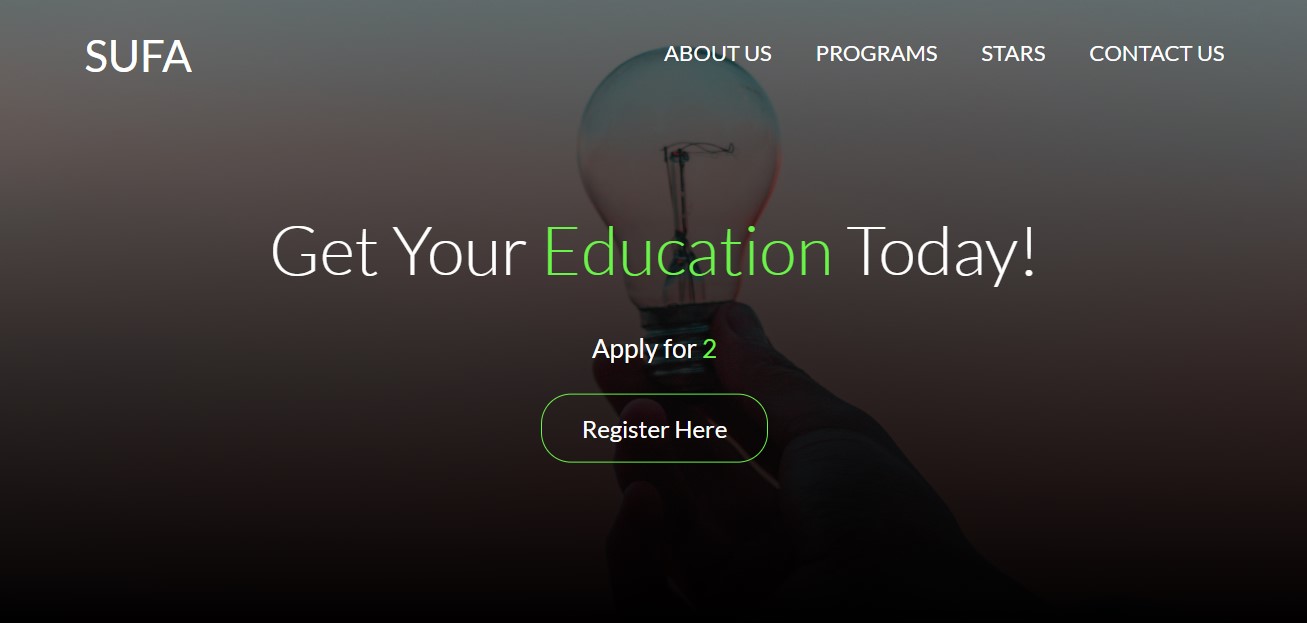 SUFA
ABOUT US PROGRAMS STARS CONTACT US
Get Your Education Today!
Apply for 2
Register Here